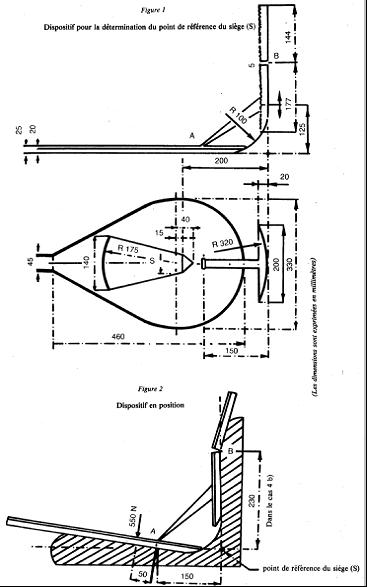 Figure 1
Dispositif pour la détermination du point de référence du siège (S)
144
B
5
177
R 100
A
25
20
125
200
20
40
15
R 175
R 320
S
45
140
200
330
460
150
(Les dimensions sont exprimées en millimètres)
Figure 2
Dispositif en position
B
550 N
A
230
Dans le cas 4 b)
50
150
point de référence du siège (S)